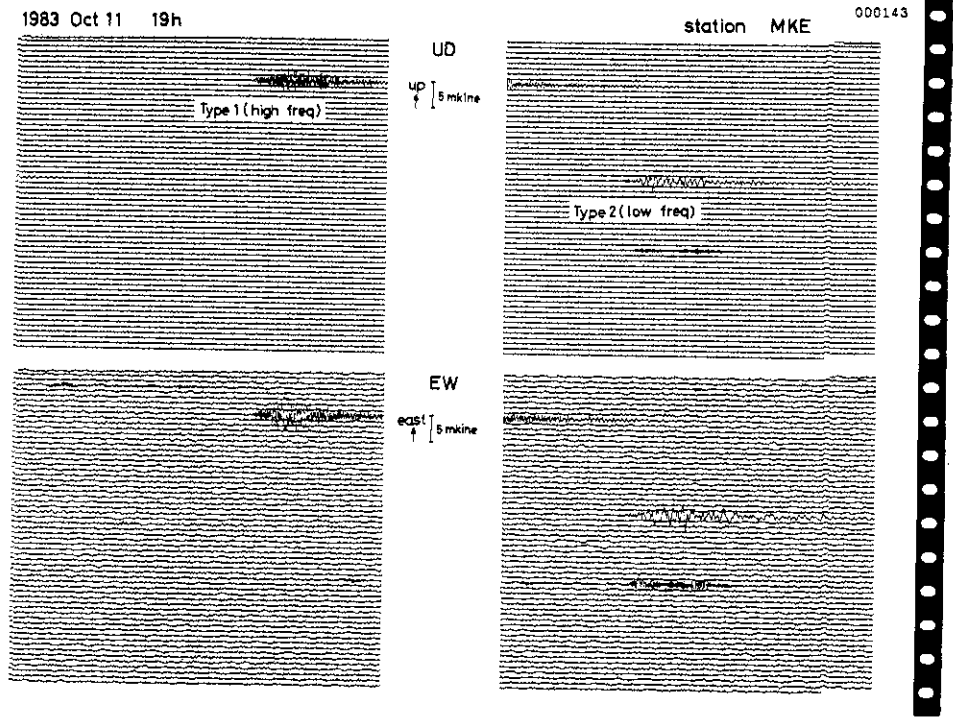 1983 Oct 11 19h
station MKE
000143
UD
up
5 mkine
Type 1 (high freq)
Type 2 (low freq)
EW
east
5 mkine